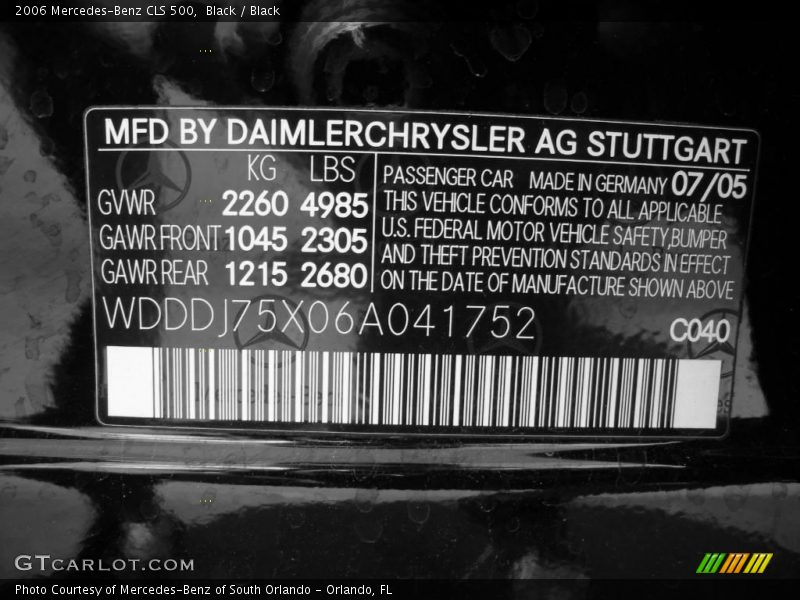 2006 Mercedes-Benz CLS 500, Black / Black
MFD BY DAIMLERCHRYSLER AG STUTTGART
KG LBS
GVWR 2260 4985
GAWR FRONT 1045 2305
GAWR REAR 1215 2680
PASSENGER CAR MADE IN GERMANY 07/05
THIS VEHICLE CONFORMS TO ALL APPLICABLE
U.S. FEDERAL MOTOR VEHICLE SAFETY, BUMPER
AND THEFT PREVENTION STANDARDS IN EFFECT
ON THE DATE OF MANUFACTURE SHOWN ABOVE
WDDDJ75X06A041752
C040
GTCARLOT.COM
Photo Courtesy of Mercedes-Benz of South Orlando - Orlando, FL